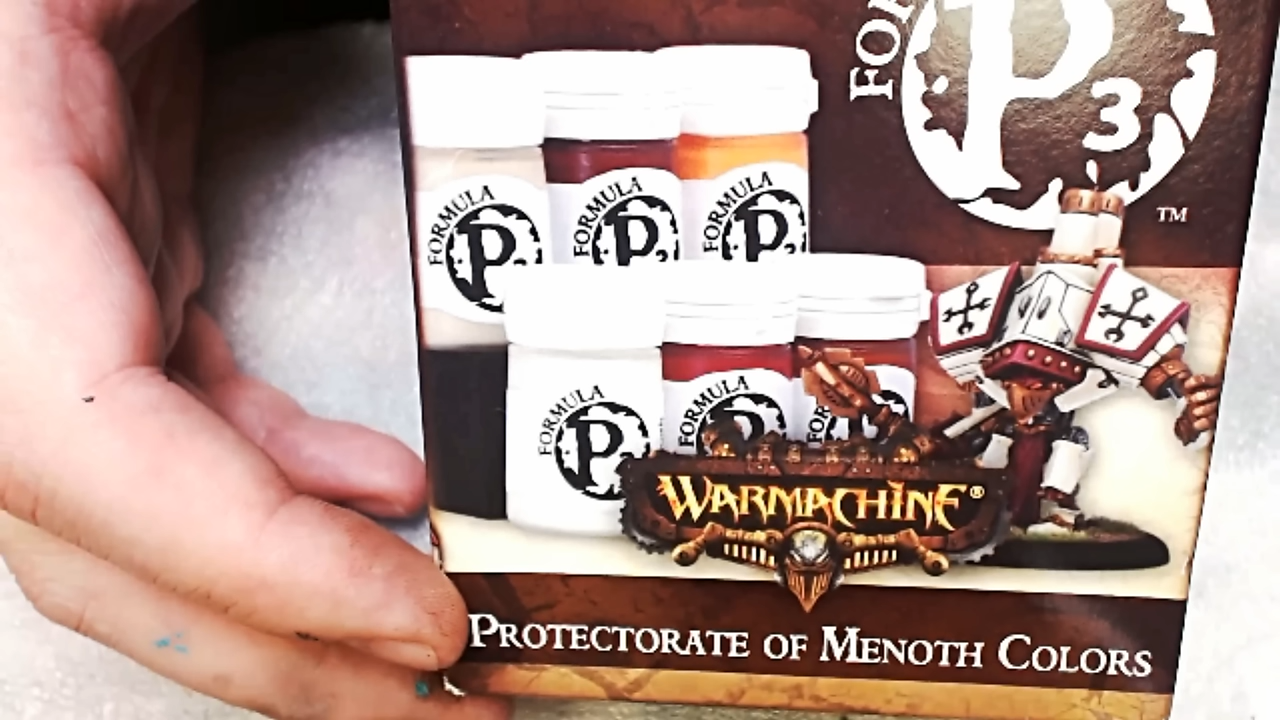 FORMULA
P3
™
FORMULA
P3
FORMULA
P3
FORMULA
P3
FORMULA
P3
FORMULA
P3
WARMACHINE®
PROTECTORATE OF MENOTH COLORS